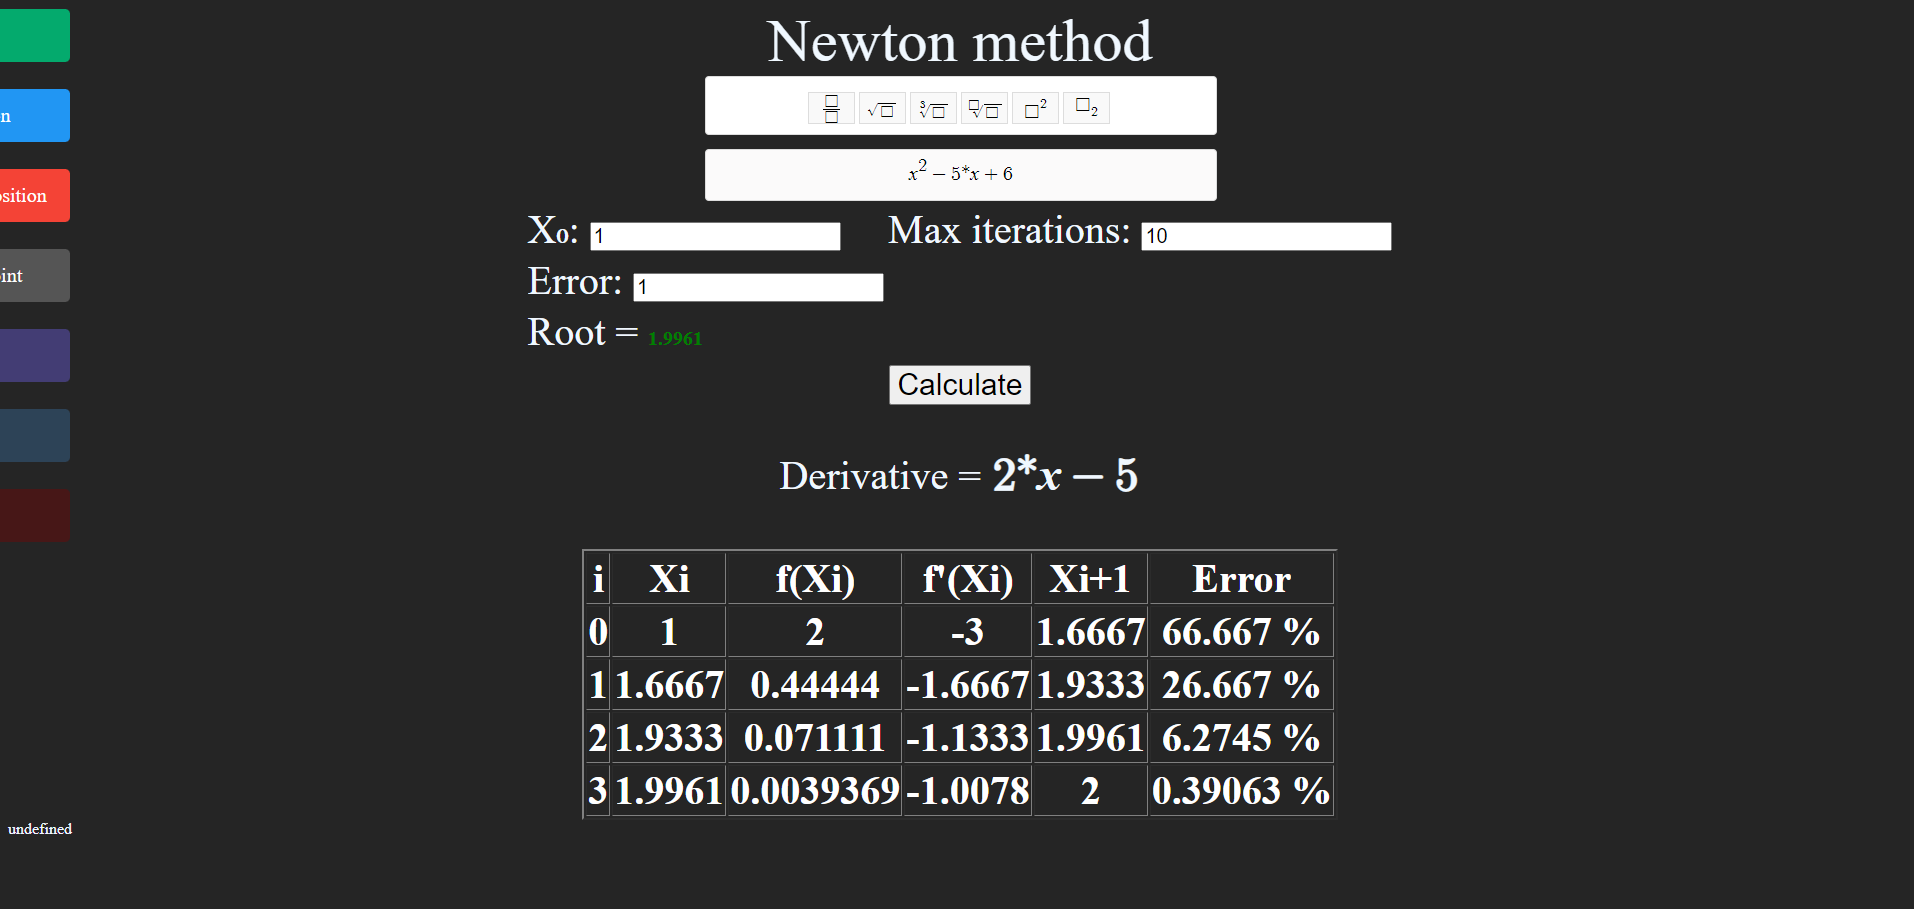 Newton method
x² − 5*x + 6
X₀: 1 Max iterations: 10
Error: 1
Root = 1.9961
Calculate
Derivative = 2*x − 5
i Xi f(Xi) f'(Xi) Xi+1 Error
0 1 2 -3 1.6667 66.667 %
1 1.6667 0.44444 -1.6667 1.9333 26.667 %
2 1.9333 0.071111 -1.1333 1.9961 6.2745 %
3 1.9961 0.0039369 -1.0078 2 0.39063 %
n
sition
int
undefined